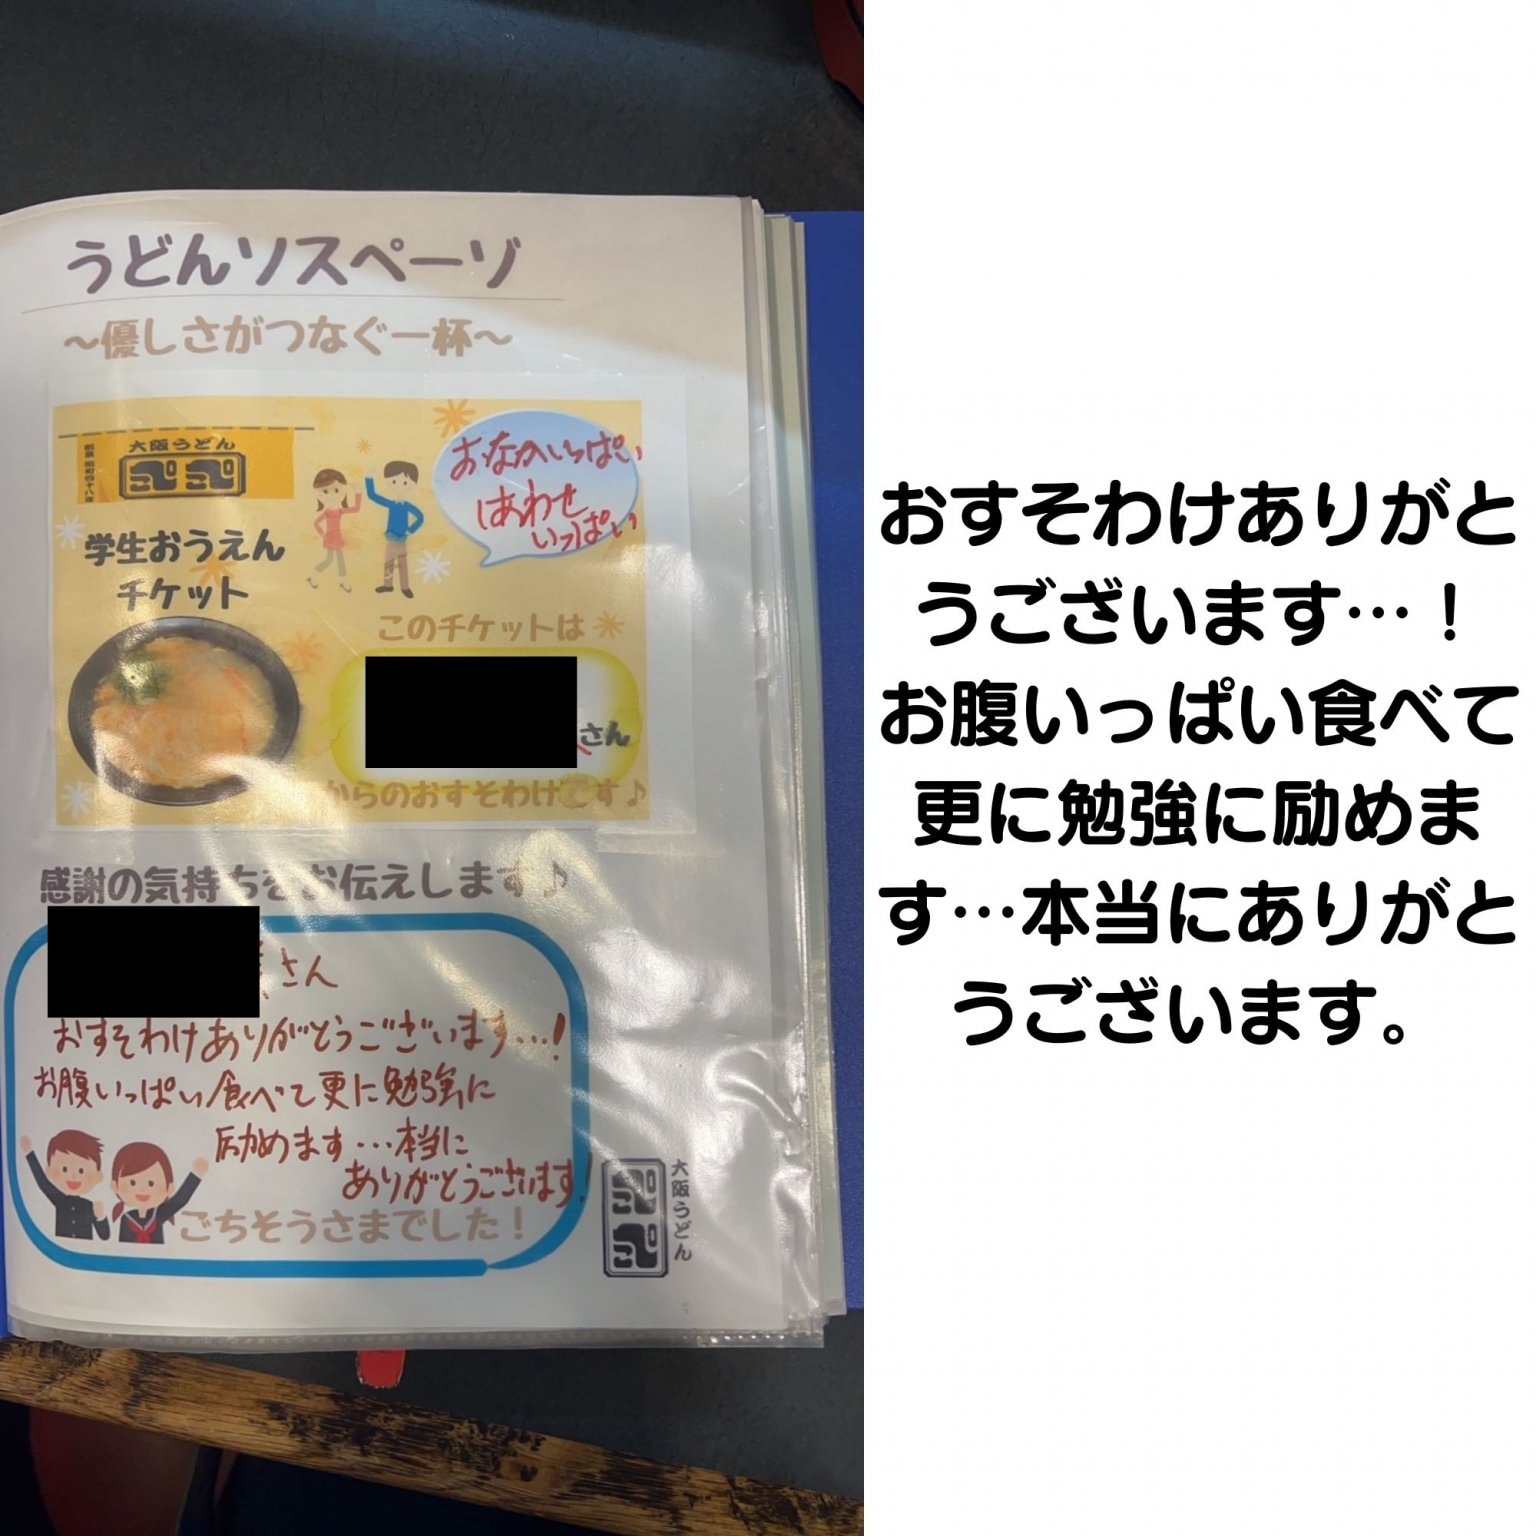 うどんソスペーゾ
～優しさがつなぐ一杯～
大阪うどん
創業 昭和四十八年
学生おうえん
チケット
おなかいっぱい
しあわせ
いっぱい
このチケットは
さん
からのおすそわけです♪
感謝の気持ちをお伝えします♪
さん
おすそわけありがとうございます…!
お腹いっぱい食べて更に勉強に
励めます…本当に
ありがとうございます!
ごちそうさまでした!
大阪うどん
おすそわけありがと
うございます…！
お腹いっぱい食べて
更に勉強に励めま
す…本当にありがと
うございます。